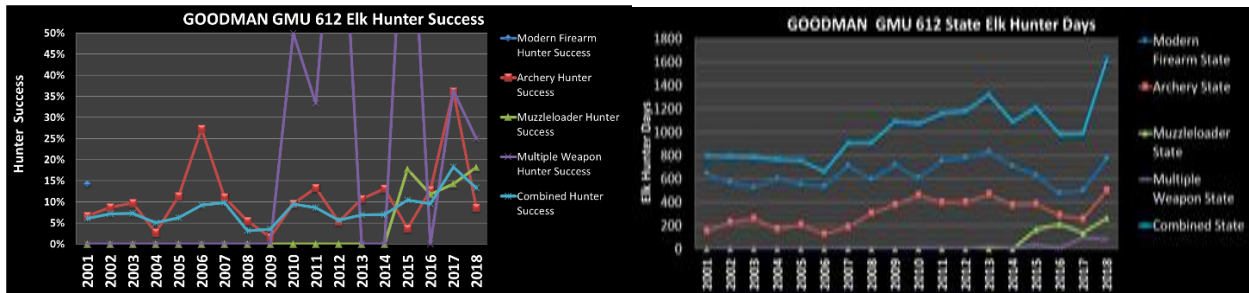 GOODMAN GMU 612 Elk Hunter Success
50%
45%
40%
35%
30%
25%
20%
15%
10%
5%
0%
Hunter Success
2001
2002
2003
2004
2005
2006
2007
2008
2009
2010
2011
2012
2013
2014
2015
2016
2017
2018
Modern Firearm
Hunter Success
Archery Hunter
Success
Muzzleloader Hunter
Success
Multiple Weapon
Hunter Success
Combined Hunter
Success
GOODMAN GMU 612 State Elk Hunter Days
1800
1600
1400
1200
1000
800
600
400
200
0
Elk Hunter Days
2001
2002
2003
2004
2005
2006
2007
2008
2009
2010
2011
2012
2013
2014
2015
2016
2017
2018
Modern
Firearm State
Archery State
Muzzleloader
State
Multiple
Weapon State
Combined State